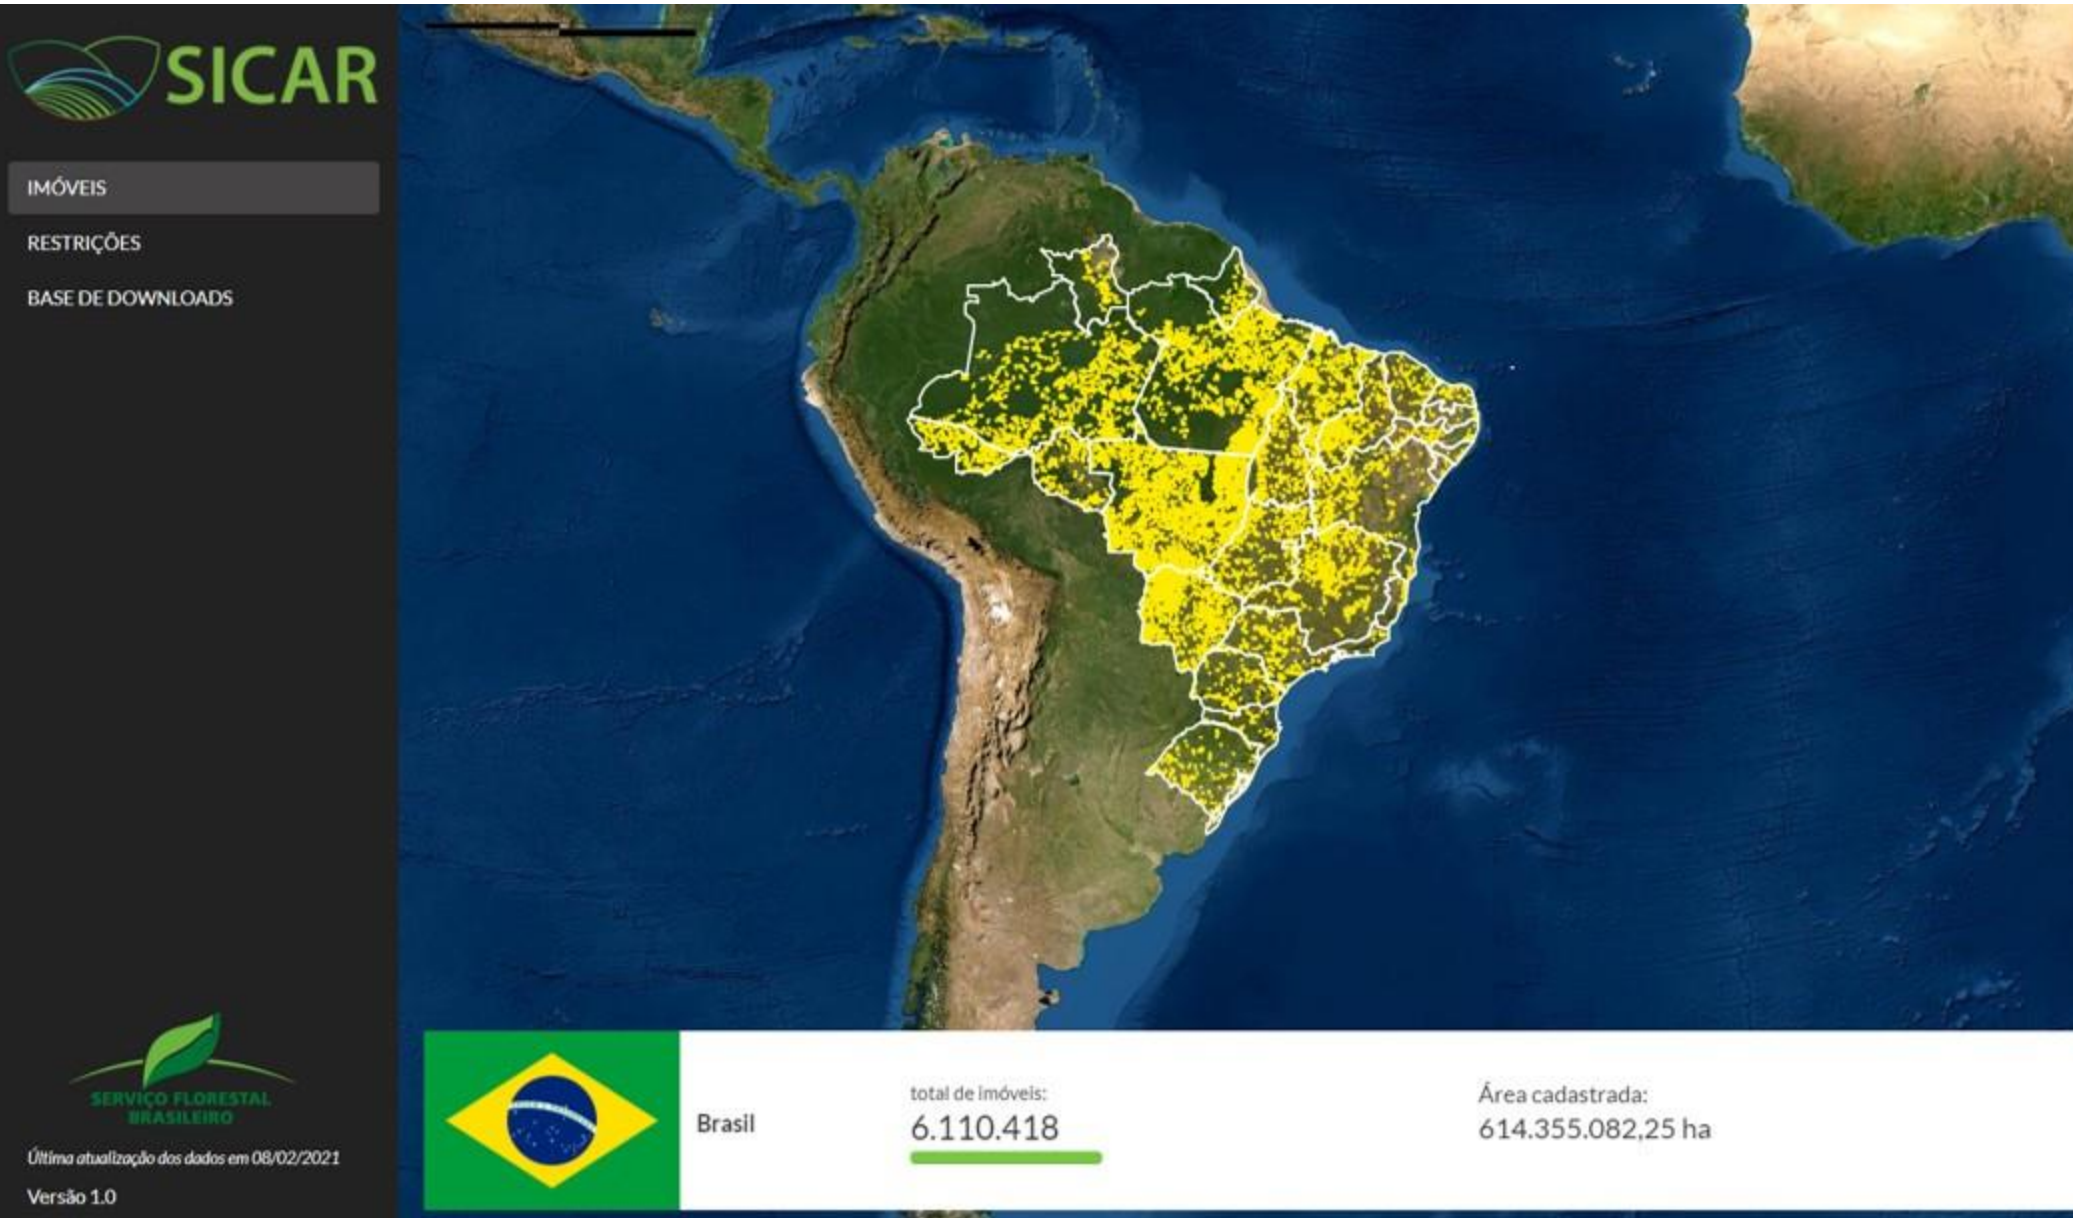 SICAR
IMÓVEIS
RESTRIÇÕES
BASE DE DOWNLOADS
SERVIÇO FLORESTAL
BRASILEIRO
Última atualização dos dados em 08/02/2021
Versão 1.0
Brasil
total de imóveis:
6.110.418
Área cadastrada:
614.355.082,25 ha